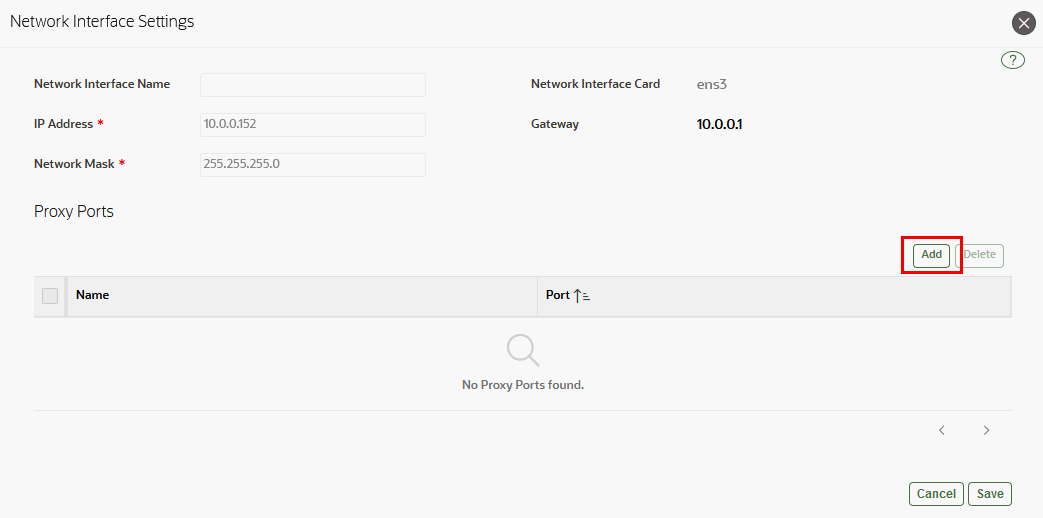 Network Interface Settings
?
Network Interface Name
Network Interface Card ens3
IP Address * 10.0.0.152
Gateway 10.0.0.1
Network Mask * 255.255.255.0
Proxy Ports
Add Delete
Name Port
No Proxy Ports found.
Cancel Save